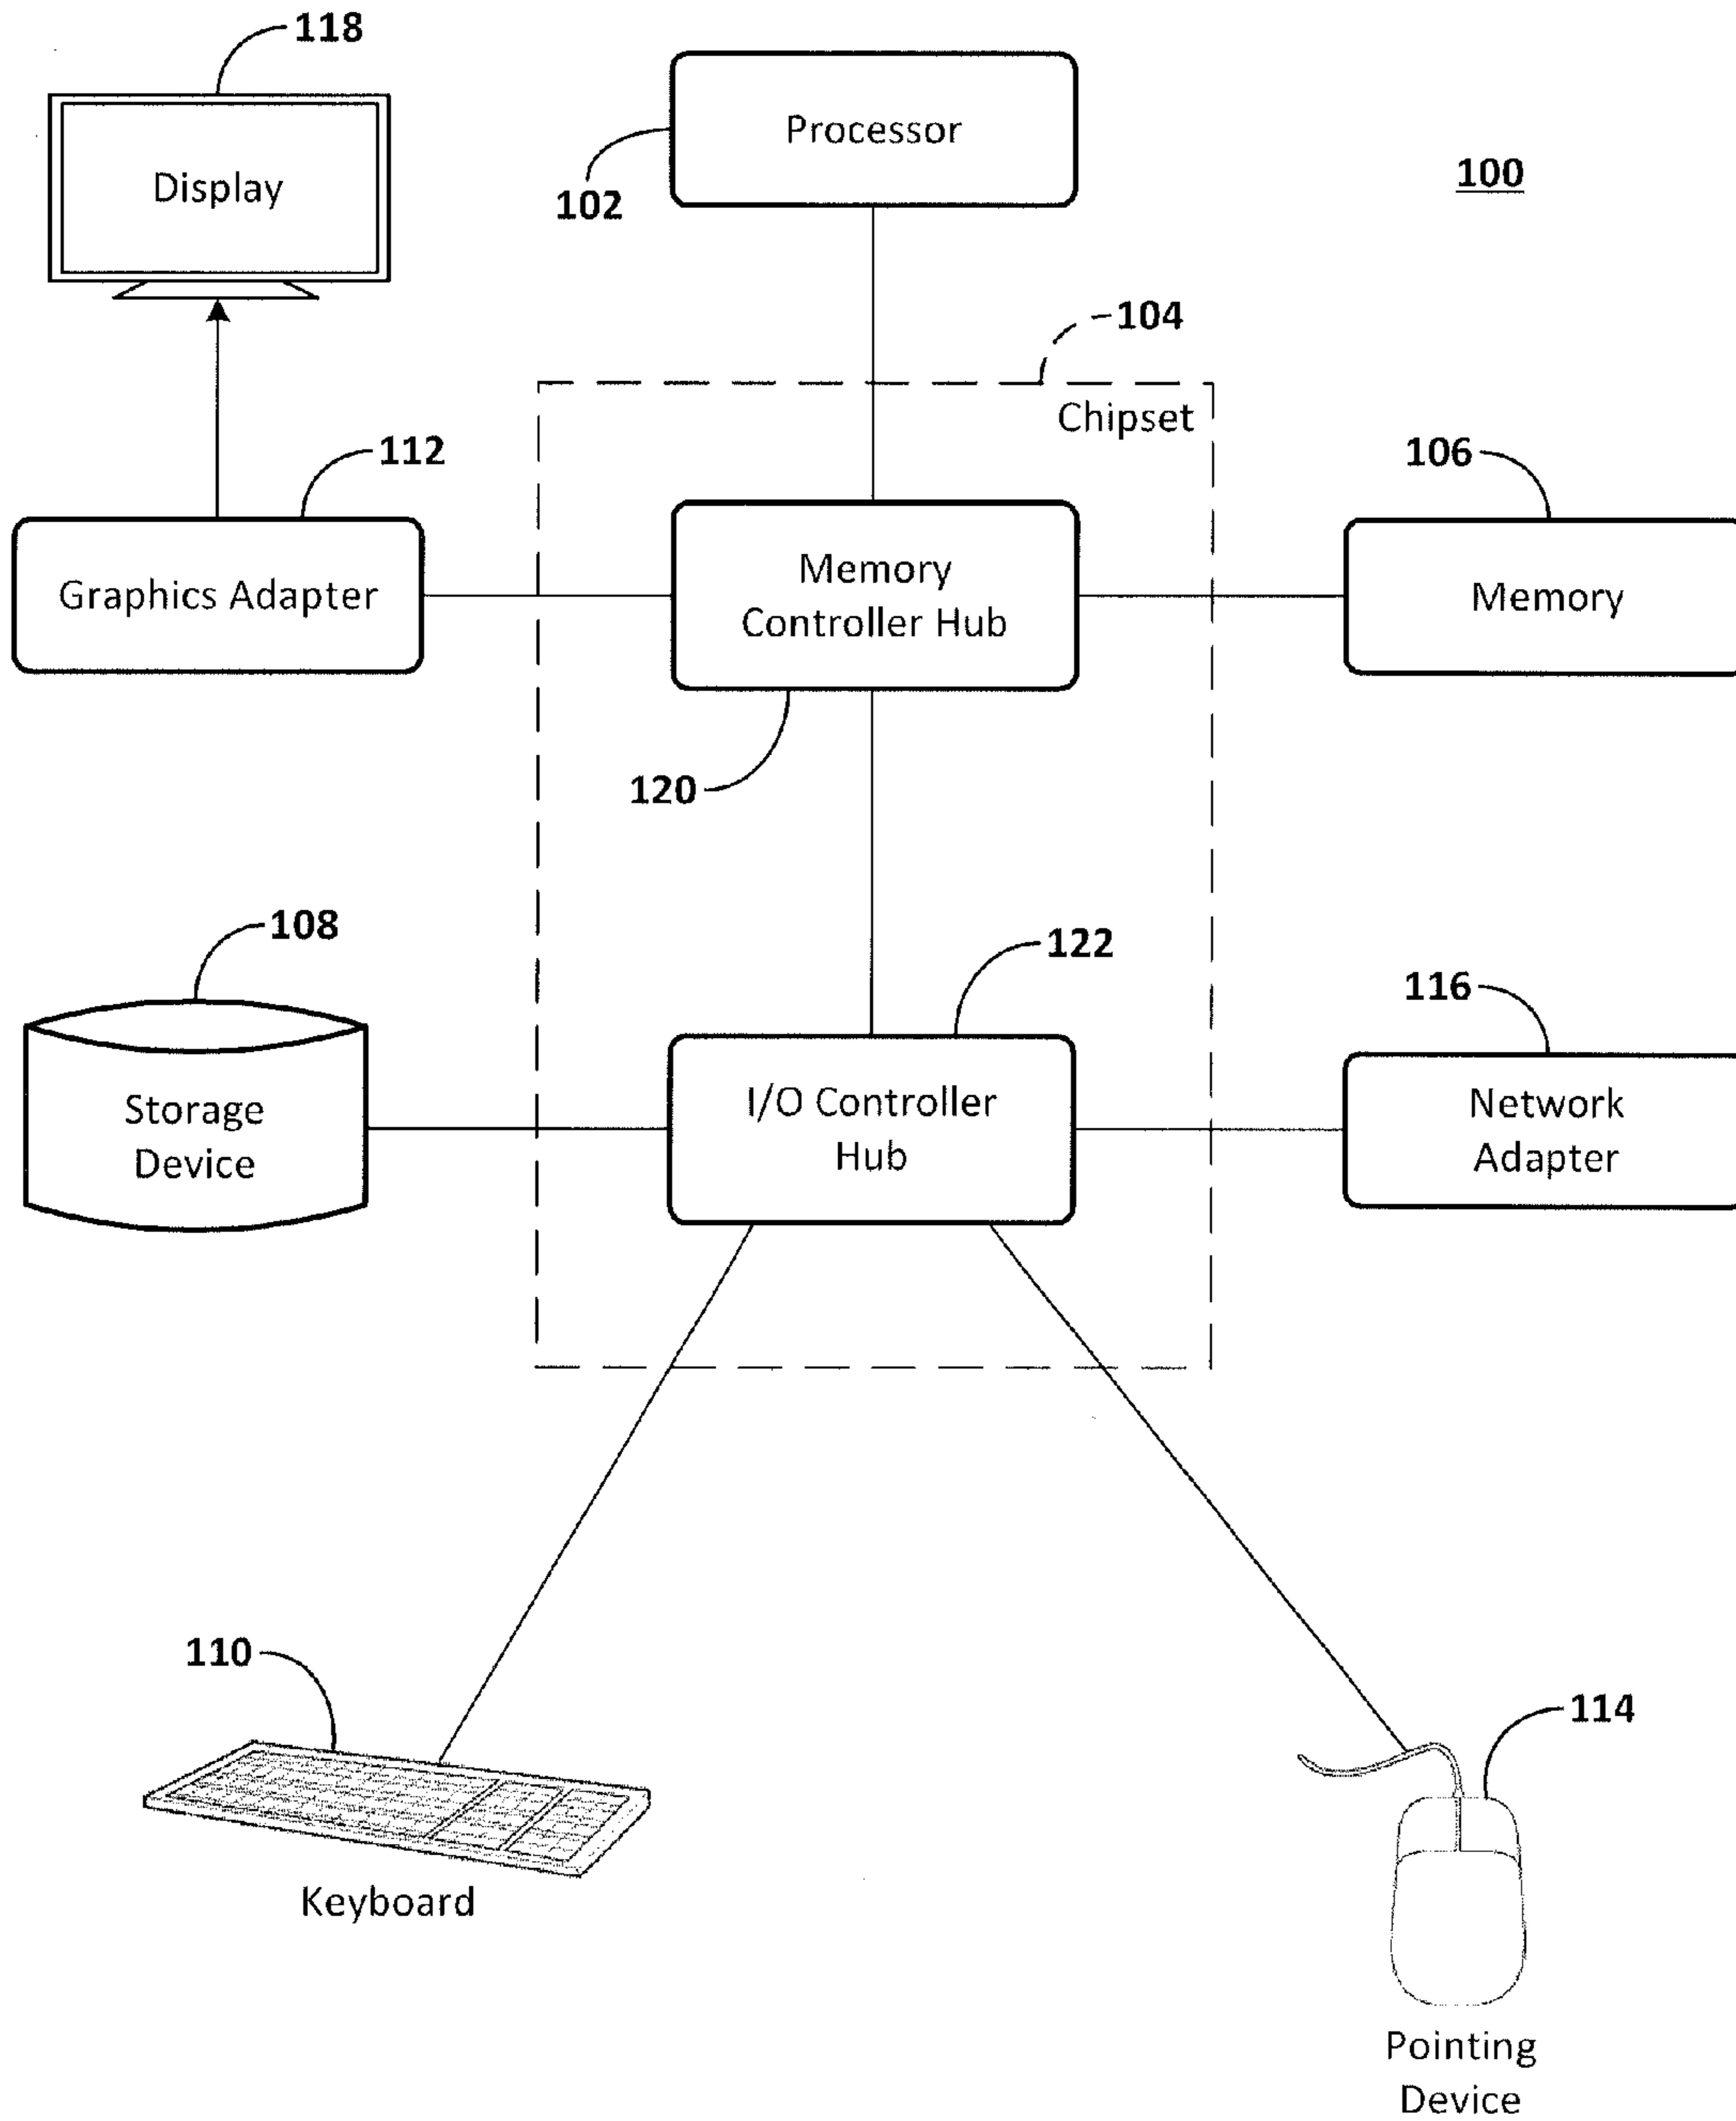 118
Processor
Display
100
102
104
Chipset
112
106
Memory
Controller Hub
Graphics Adapter
Memory
120
108
122
116
I/O Controller
Hub
Storage
Device
Network
Adapter
110
114
Keyboard
Pointing
Device